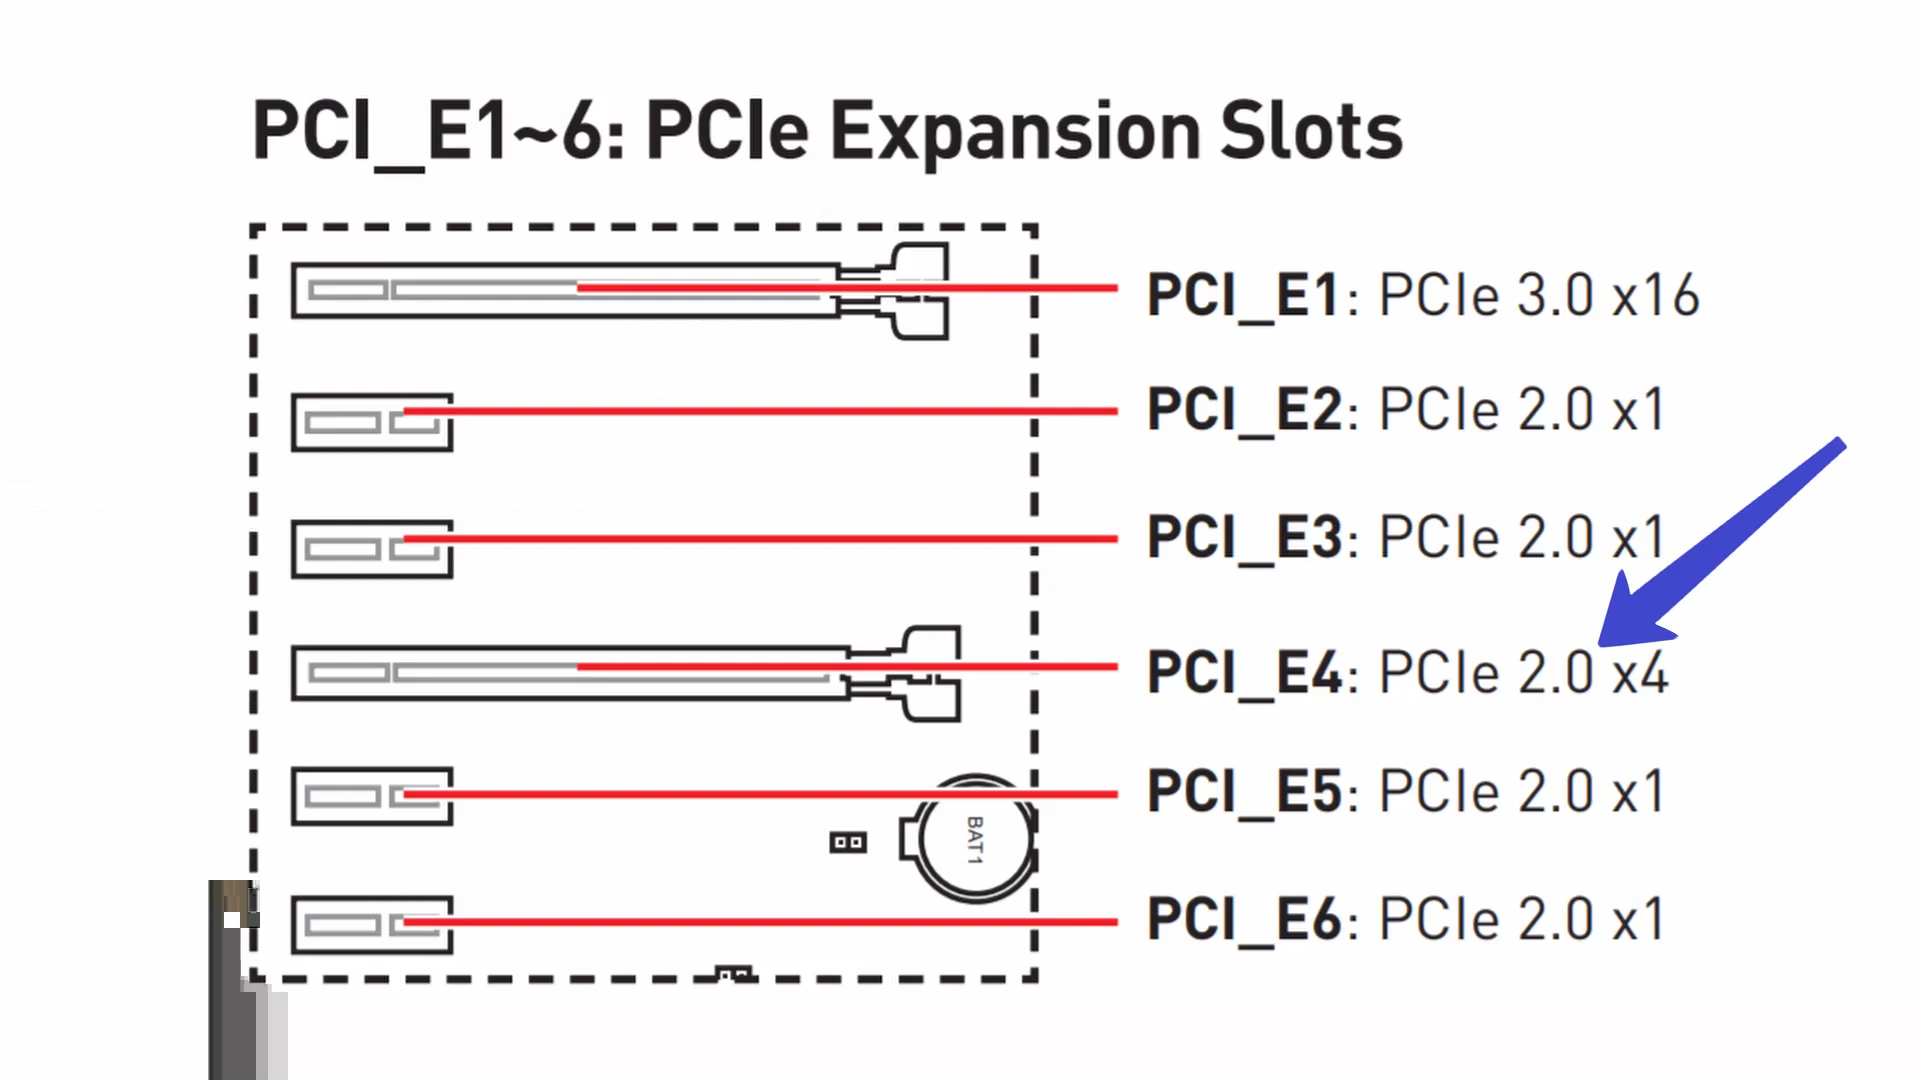 PCI_E1~6: PCIe Expansion Slots
PCI_E1: PCIe 3.0 x16
PCI_E2: PCIe 2.0 x1
PCI_E3: PCIe 2.0 x1
PCI_E4: PCIe 2.0 x4
PCI_E5: PCIe 2.0 x1
BAT1
PCI_E6: PCIe 2.0 x1